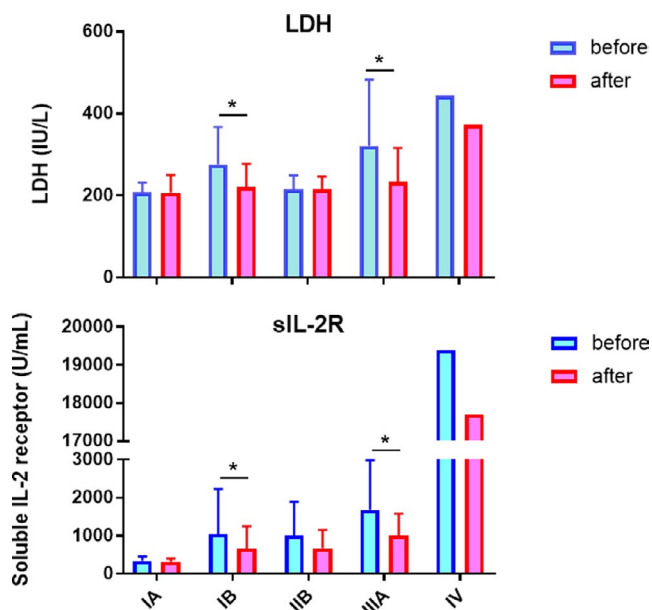 LDH
before
after
LDH (IU/L)
600
400
200
0
*
*
sIL-2R
before
after
Soluble IL-2 receptor (U/mL)
20000
19000
18000
17000
3000
2000
1000
0
*
*
IA
IB
IIB
IIIA
IV